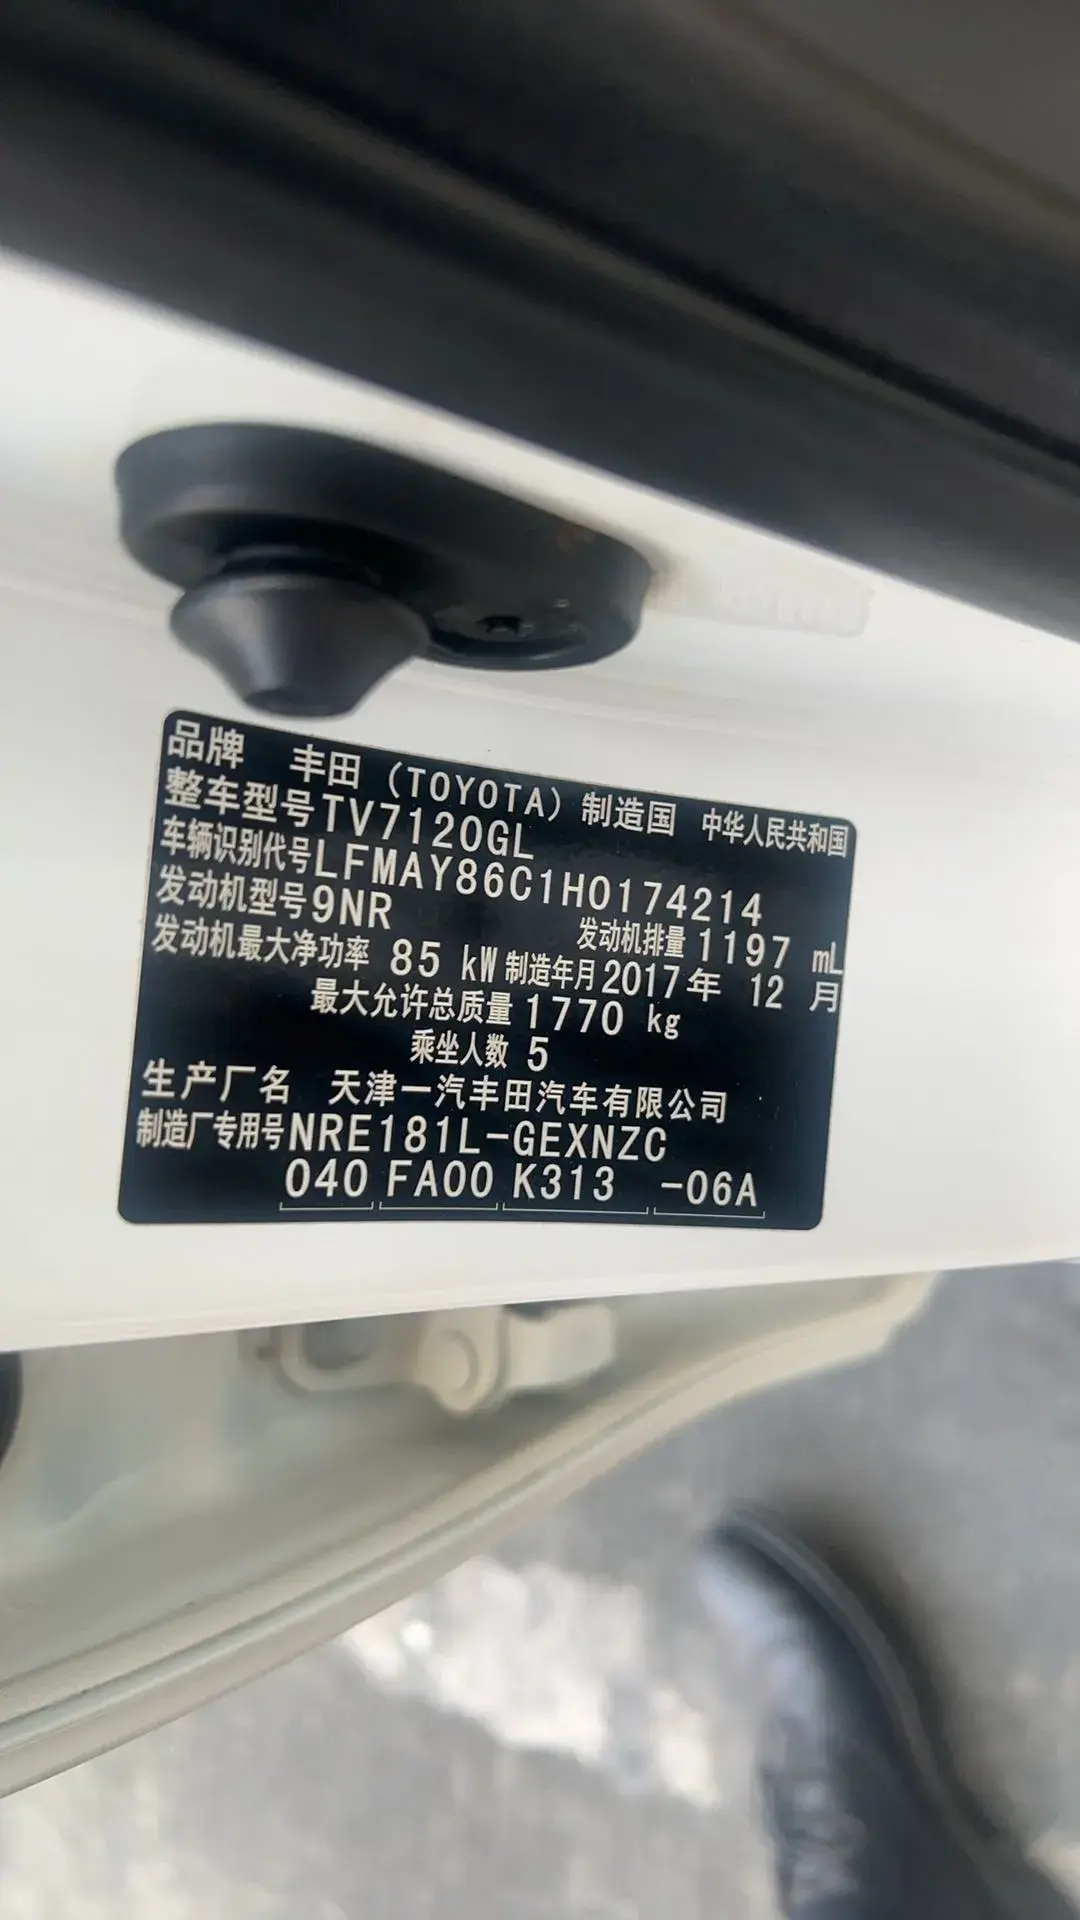 品牌 丰田 (TOYOTA) 制造国 中华人民共和国
整车型号TV7120GL
车辆识别代号LFMAY86C1H0174214
发动机型号9NR 发动机排量1197 mL
发动机最大净功率 85 kW 制造年月2017年 12 月
最大允许总质量1770 kg
乘坐人数 5
生产厂名 天津一汽丰田汽车有限公司
制造厂专用号NRE181L-GEXNZC
040 FA00 K313 -06A